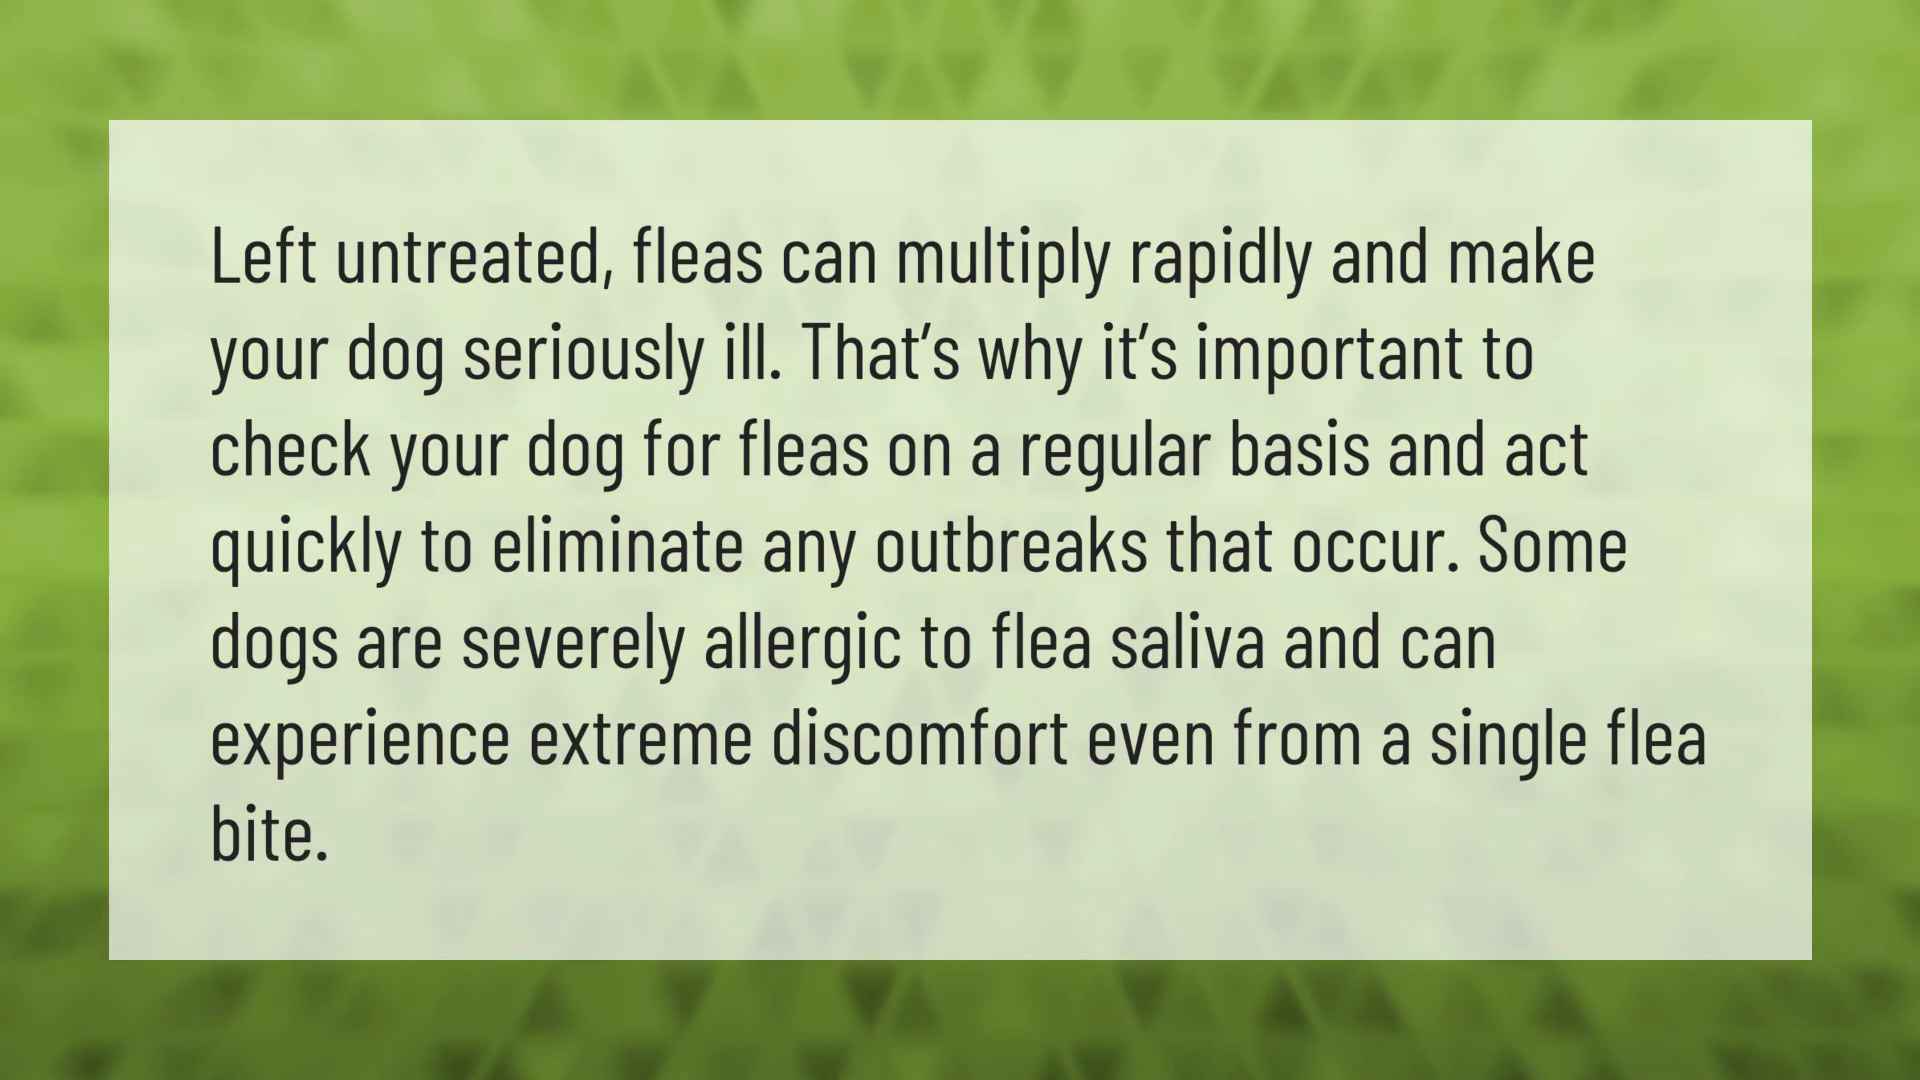 Left untreated, fleas can multiply rapidly and make
your dog seriously ill. That’s why it’s important to
check your dog for fleas on a regular basis and act
quickly to eliminate any outbreaks that occur. Some
dogs are severely allergic to flea saliva and can
experience extreme discomfort even from a single flea
bite.